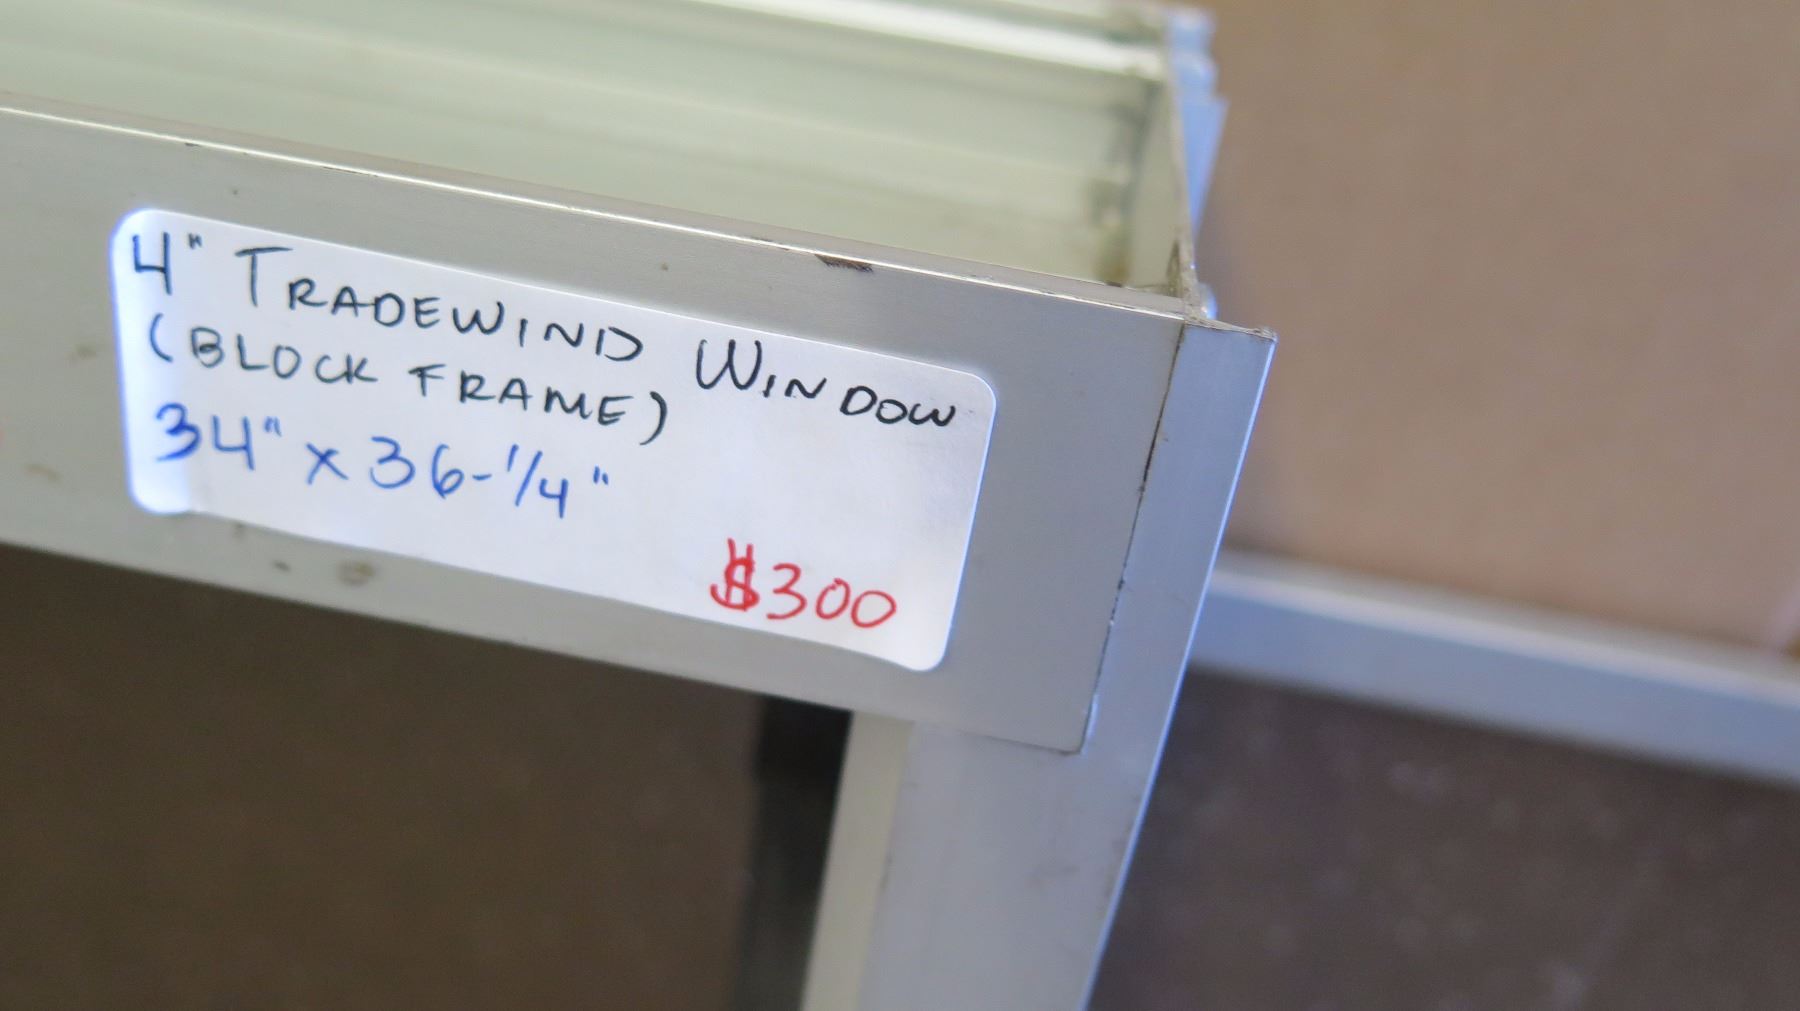 4" TRADEWIND WINDOW
(BLOCK FRAME)
34" x 36-1/4"
$300